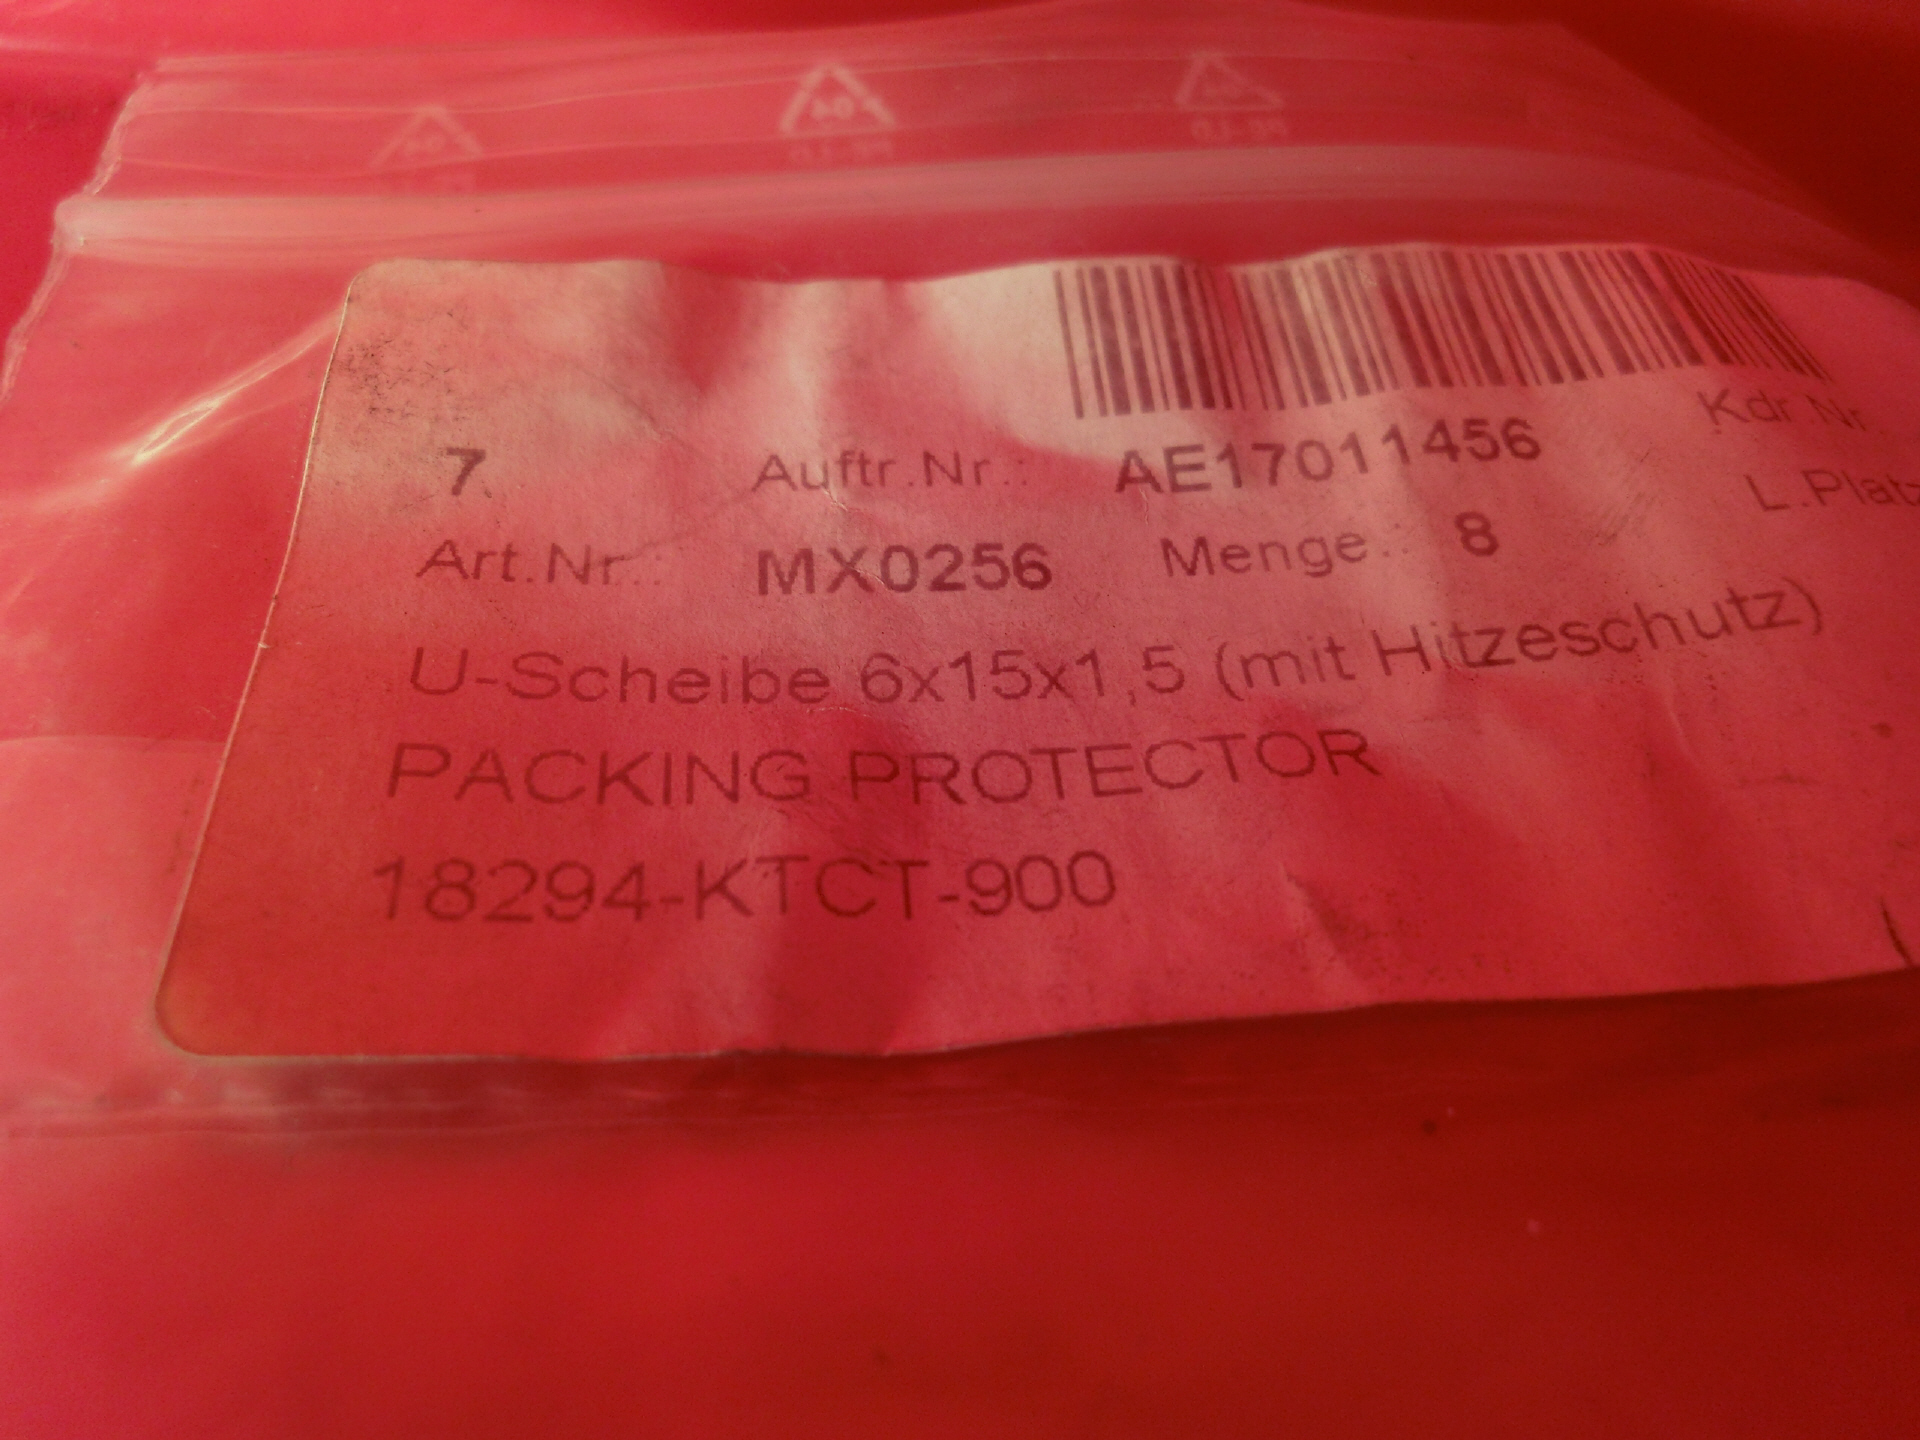 7 Auftr.Nr.: AE17011456 Kdr.Nr
Art.Nr.: MX0256 Menge.: 8 L.Platz
U-Scheibe 6x15x1,5 (mit Hitzeschutz)
PACKING PROTECTOR
18294-KTCT-900